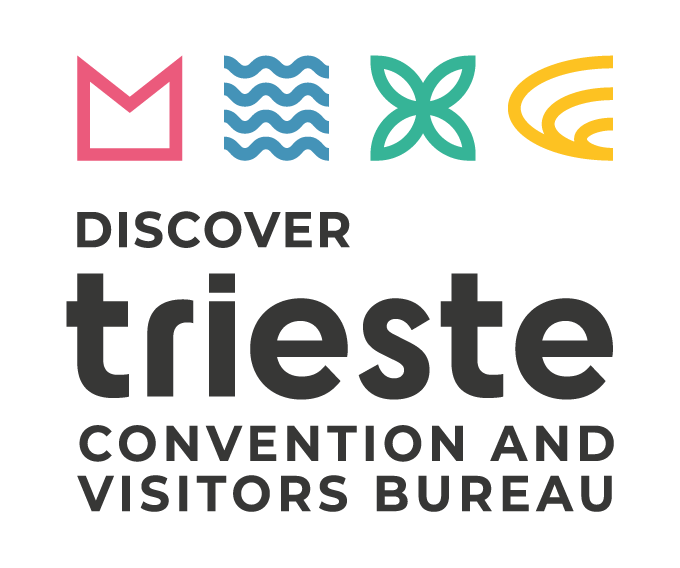 DISCOVER
trieste
CONVENTION AND
VISITORS BUREAU